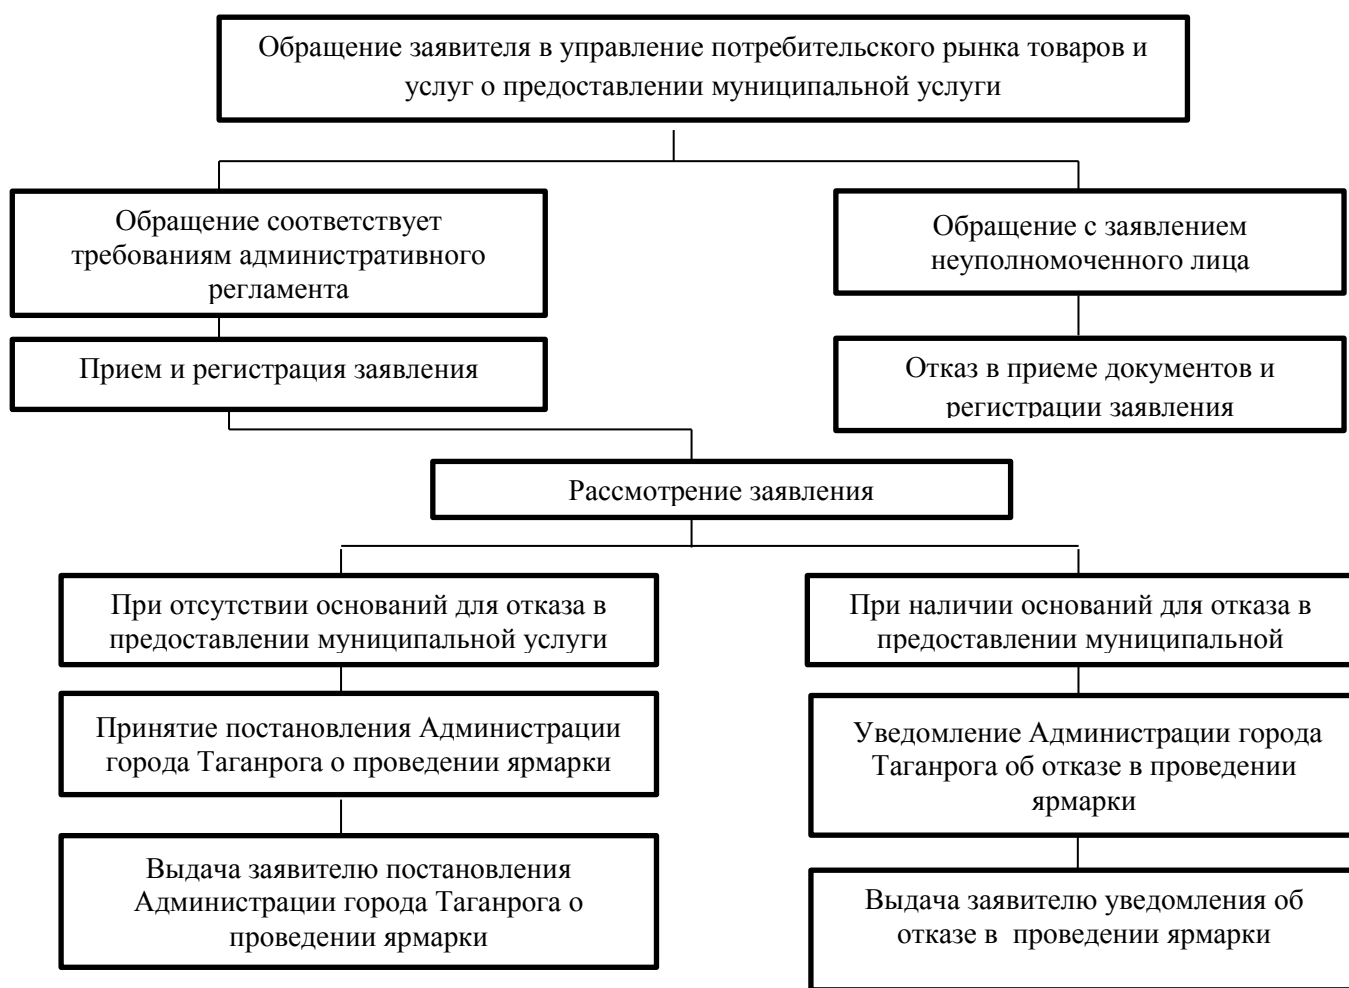 Обращение заявителя в управление потребительского рынка товаров и
услуг о предоставлении муниципальной услуги
Обращение соответствует
требованиям административного
регламента
Обращение с заявлением
неуполномоченного лица
Прием и регистрация заявления
Отказ в приеме документов и
регистрации заявления
Рассмотрение заявления
При отсутствии оснований для отказа в
предоставлении муниципальной услуги
При наличии оснований для отказа в
предоставлении муниципальной
Принятие постановления Администрации
города Таганрога о проведении ярмарки
Уведомление Администрации города
Таганрога об отказе в проведении
ярмарки
Выдача заявителю постановления
Администрации города Таганрога о
проведении ярмарки
Выдача заявителю уведомления об
отказе в  проведении ярмарки